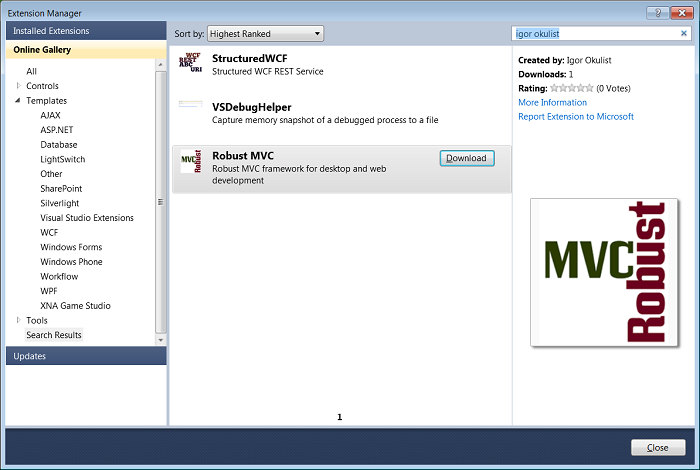 Extension Manager
?
Installed Extensions
Online Gallery
All
Controls
Templates
AJAX
ASP.NET
Database
LightSwitch
Other
SharePoint
Silverlight
Visual Studio Extensions
WCF
Windows Forms
Windows Phone
Workflow
WPF
XNA Game Studio
Tools
Search Results
Updates
Sort by: Highest Ranked
WCF
REST
ABC
URI
StructuredWCF
Structured WCF REST Service
VSDebugHelper
Capture memory snapshot of a debugged process to a file
MVC
Robust
Robust MVC
Robust MVC framework for desktop and web
development
Download
1
igor okulist
Created by: Igor Okulist
Downloads: 1
Rating: (0 Votes)
More Information
Report Extension to Microsoft
MVC
Robust
Close